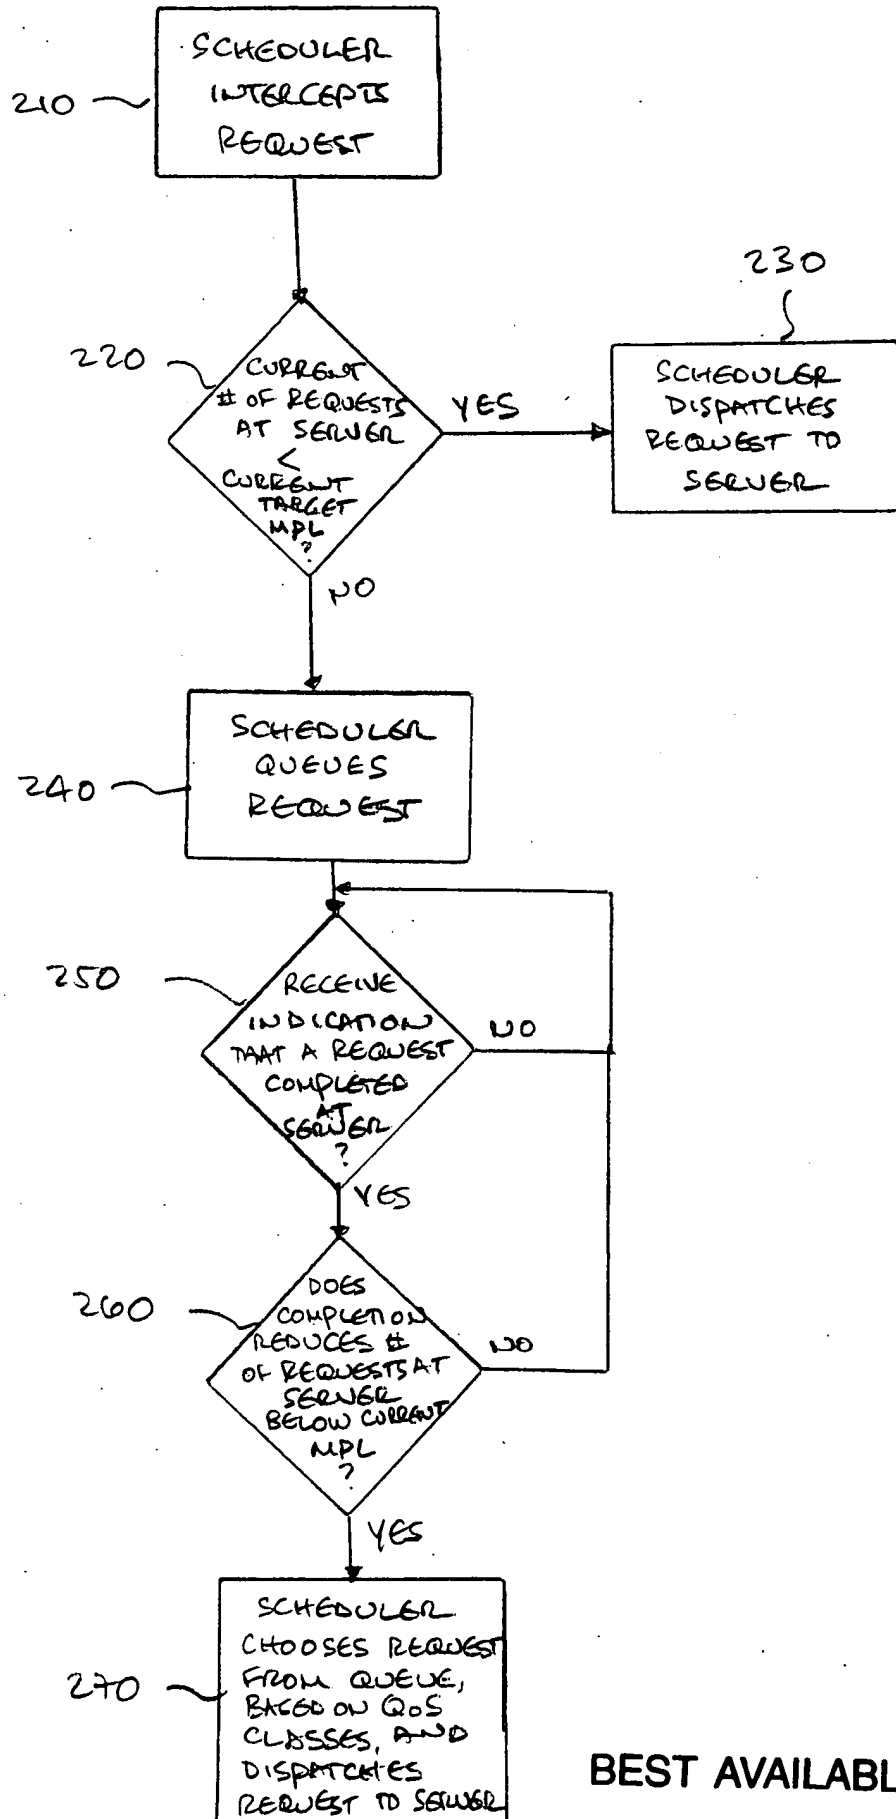 SCHEDULER
INTERCEPTS
REQUEST
210
230
220
CURRENT
# OF REQUESTS
AT SERVER
<
CURRENT
TARGET
MPL
?
YES
SCHEDULER
DISPATCHES
REQUEST TO
SERVER
NO
SCHEDULER
QUEUES
REQUEST
240
250
RECEIVE
INDICATION
THAT A REQUEST
COMPLETED
AT
SERVER
?
NO
YES
260
DOES
COMPLETION
REDUCES #
OF REQUESTS AT
SERVER
BELOW CURRENT
MPL
?
NO
YES
270
SCHEDULER
CHOOSES REQUEST
FROM QUEUE,
BASED ON QoS
CLASSES, AND
DISPATCHES
REQUEST TO SERVER
BEST AVAILABL